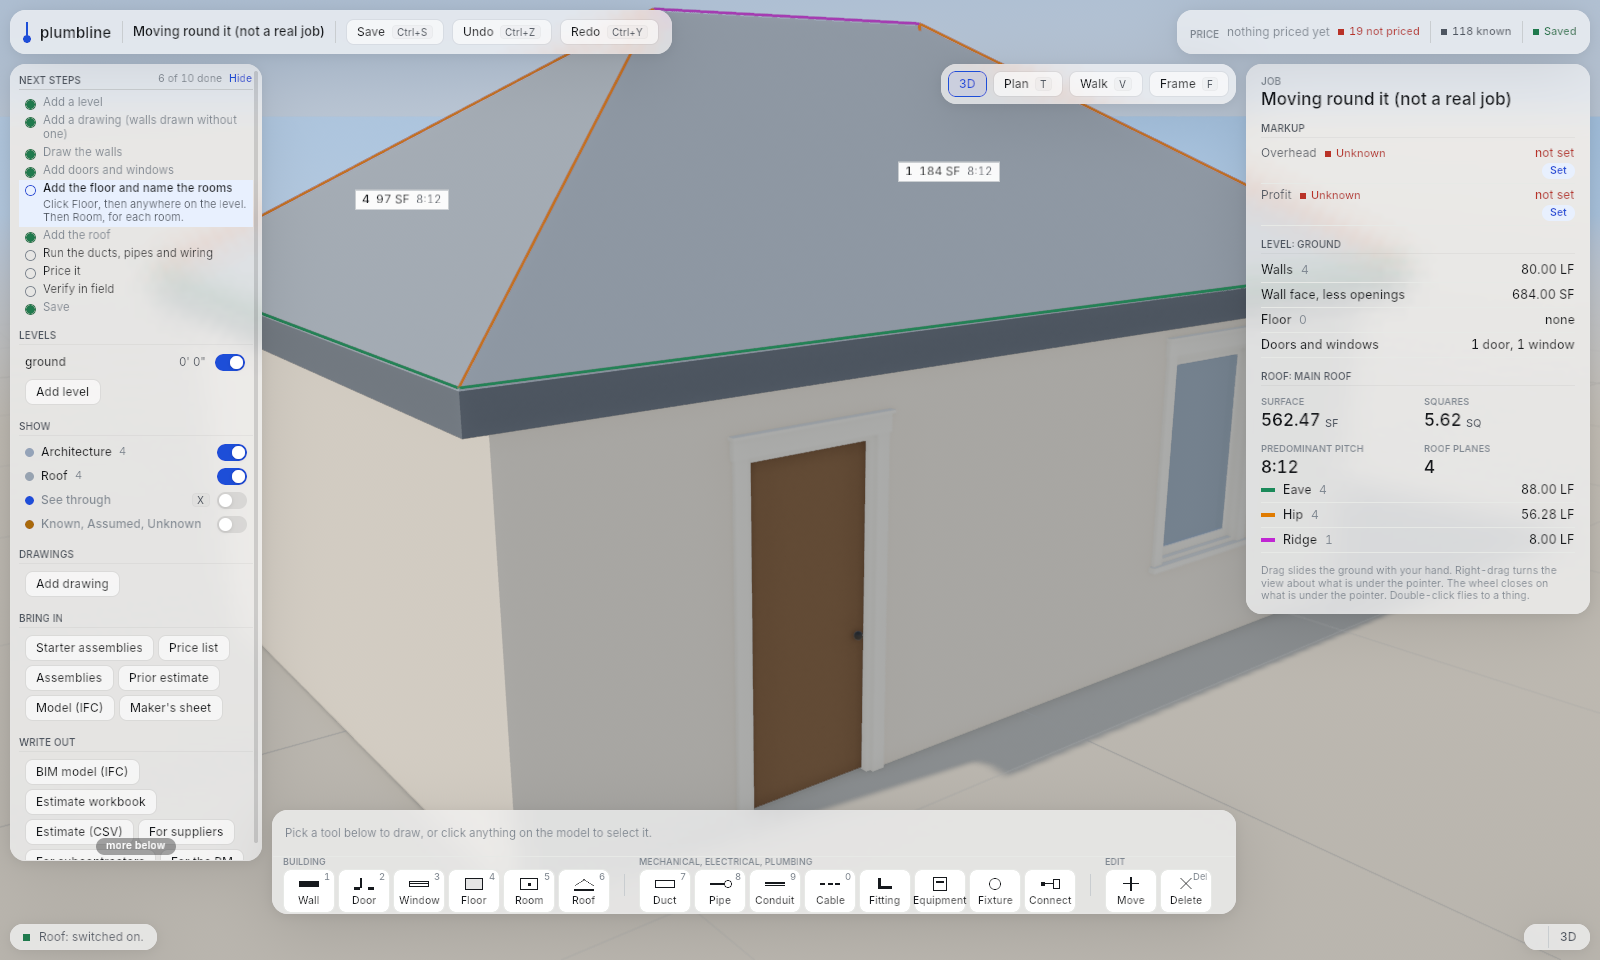 plumbline
Moving round it (not a real job)
Save Ctrl+S
Undo Ctrl+Z
Redo Ctrl+Y
PRICE nothing priced yet 19 not priced 118 known Saved
3D
Plan T
Walk V
Frame F
NEXT STEPS 6 of 10 done Hide
Add a level
Add a drawing (walls drawn without
one)
Draw the walls
Add doors and windows
Add the floor and name the rooms
Click Floor, then anywhere on the level.
Then Room, for each room.
Add the roof
Run the ducts, pipes and wiring
Price it
Verify in field
Save
LEVELS
ground 0' 0"
Add level
SHOW
Architecture 4
Roof 4
See through X
Known, Assumed, Unknown
DRAWINGS
Add drawing
BRING IN
Starter assemblies Price list
Assemblies Prior estimate
Model (IFC) Maker's sheet
WRITE OUT
BIM model (IFC)
Estimate workbook
Estimate (CSV) For suppliers
more below
For subcontractors For the PM
4 97 SF 8:12
1 184 SF 8:12
JOB
Moving round it (not a real job)
MARKUP
Overhead Unknown not set
Set
Profit Unknown not set
Set
LEVEL: GROUND
Walls 4 80.00 LF
Wall face, less openings 684.00 SF
Floor 0 none
Doors and windows 1 door, 1 window
ROOF: MAIN ROOF
SURFACE SQUARES
562.47 SF 5.62 SQ
PREDOMINANT PITCH ROOF PLANES
8:12 4
Eave 4 88.00 LF
Hip 4 56.28 LF
Ridge 1 8.00 LF
Drag slides the ground with your hand. Right-drag turns the
view about what is under the pointer. The wheel closes on
what is under the pointer. Double-click flies to a thing.
Pick a tool below to draw, or click anything on the model to select it.
BUILDING MECHANICAL, ELECTRICAL, PLUMBING EDIT
1 2 3 4 5 6 7 8 9 0 Del
Wall Door Window Floor Room Roof Duct Pipe Conduit Cable Fitting Equipment Fixture Connect Move Delete
Roof: switched on.
3D